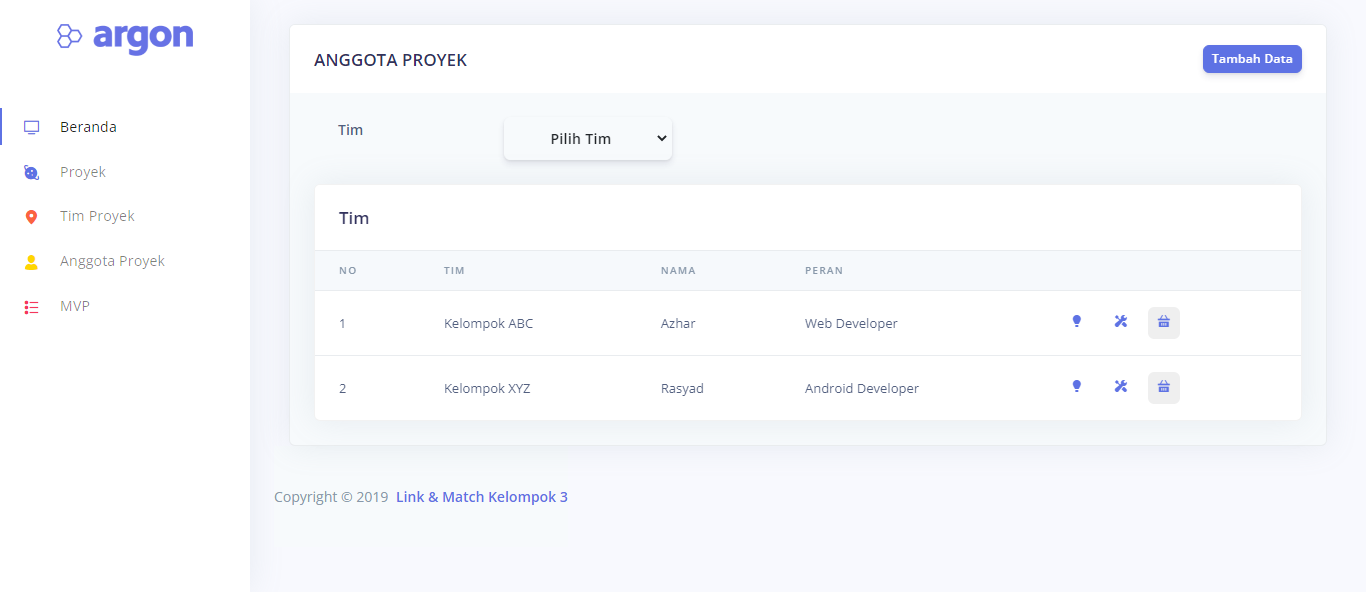 argon
ANGGOTA PROYEK
Tambah Data
Beranda
Proyek
Tim Proyek
Anggota Proyek
MVP
Tim
Pilih Tim
Tim
NO TIM NAMA PERAN
1 Kelompok ABC Azhar Web Developer
2 Kelompok XYZ Rasyad Android Developer
Copyright © 2019 Link & Match Kelompok 3